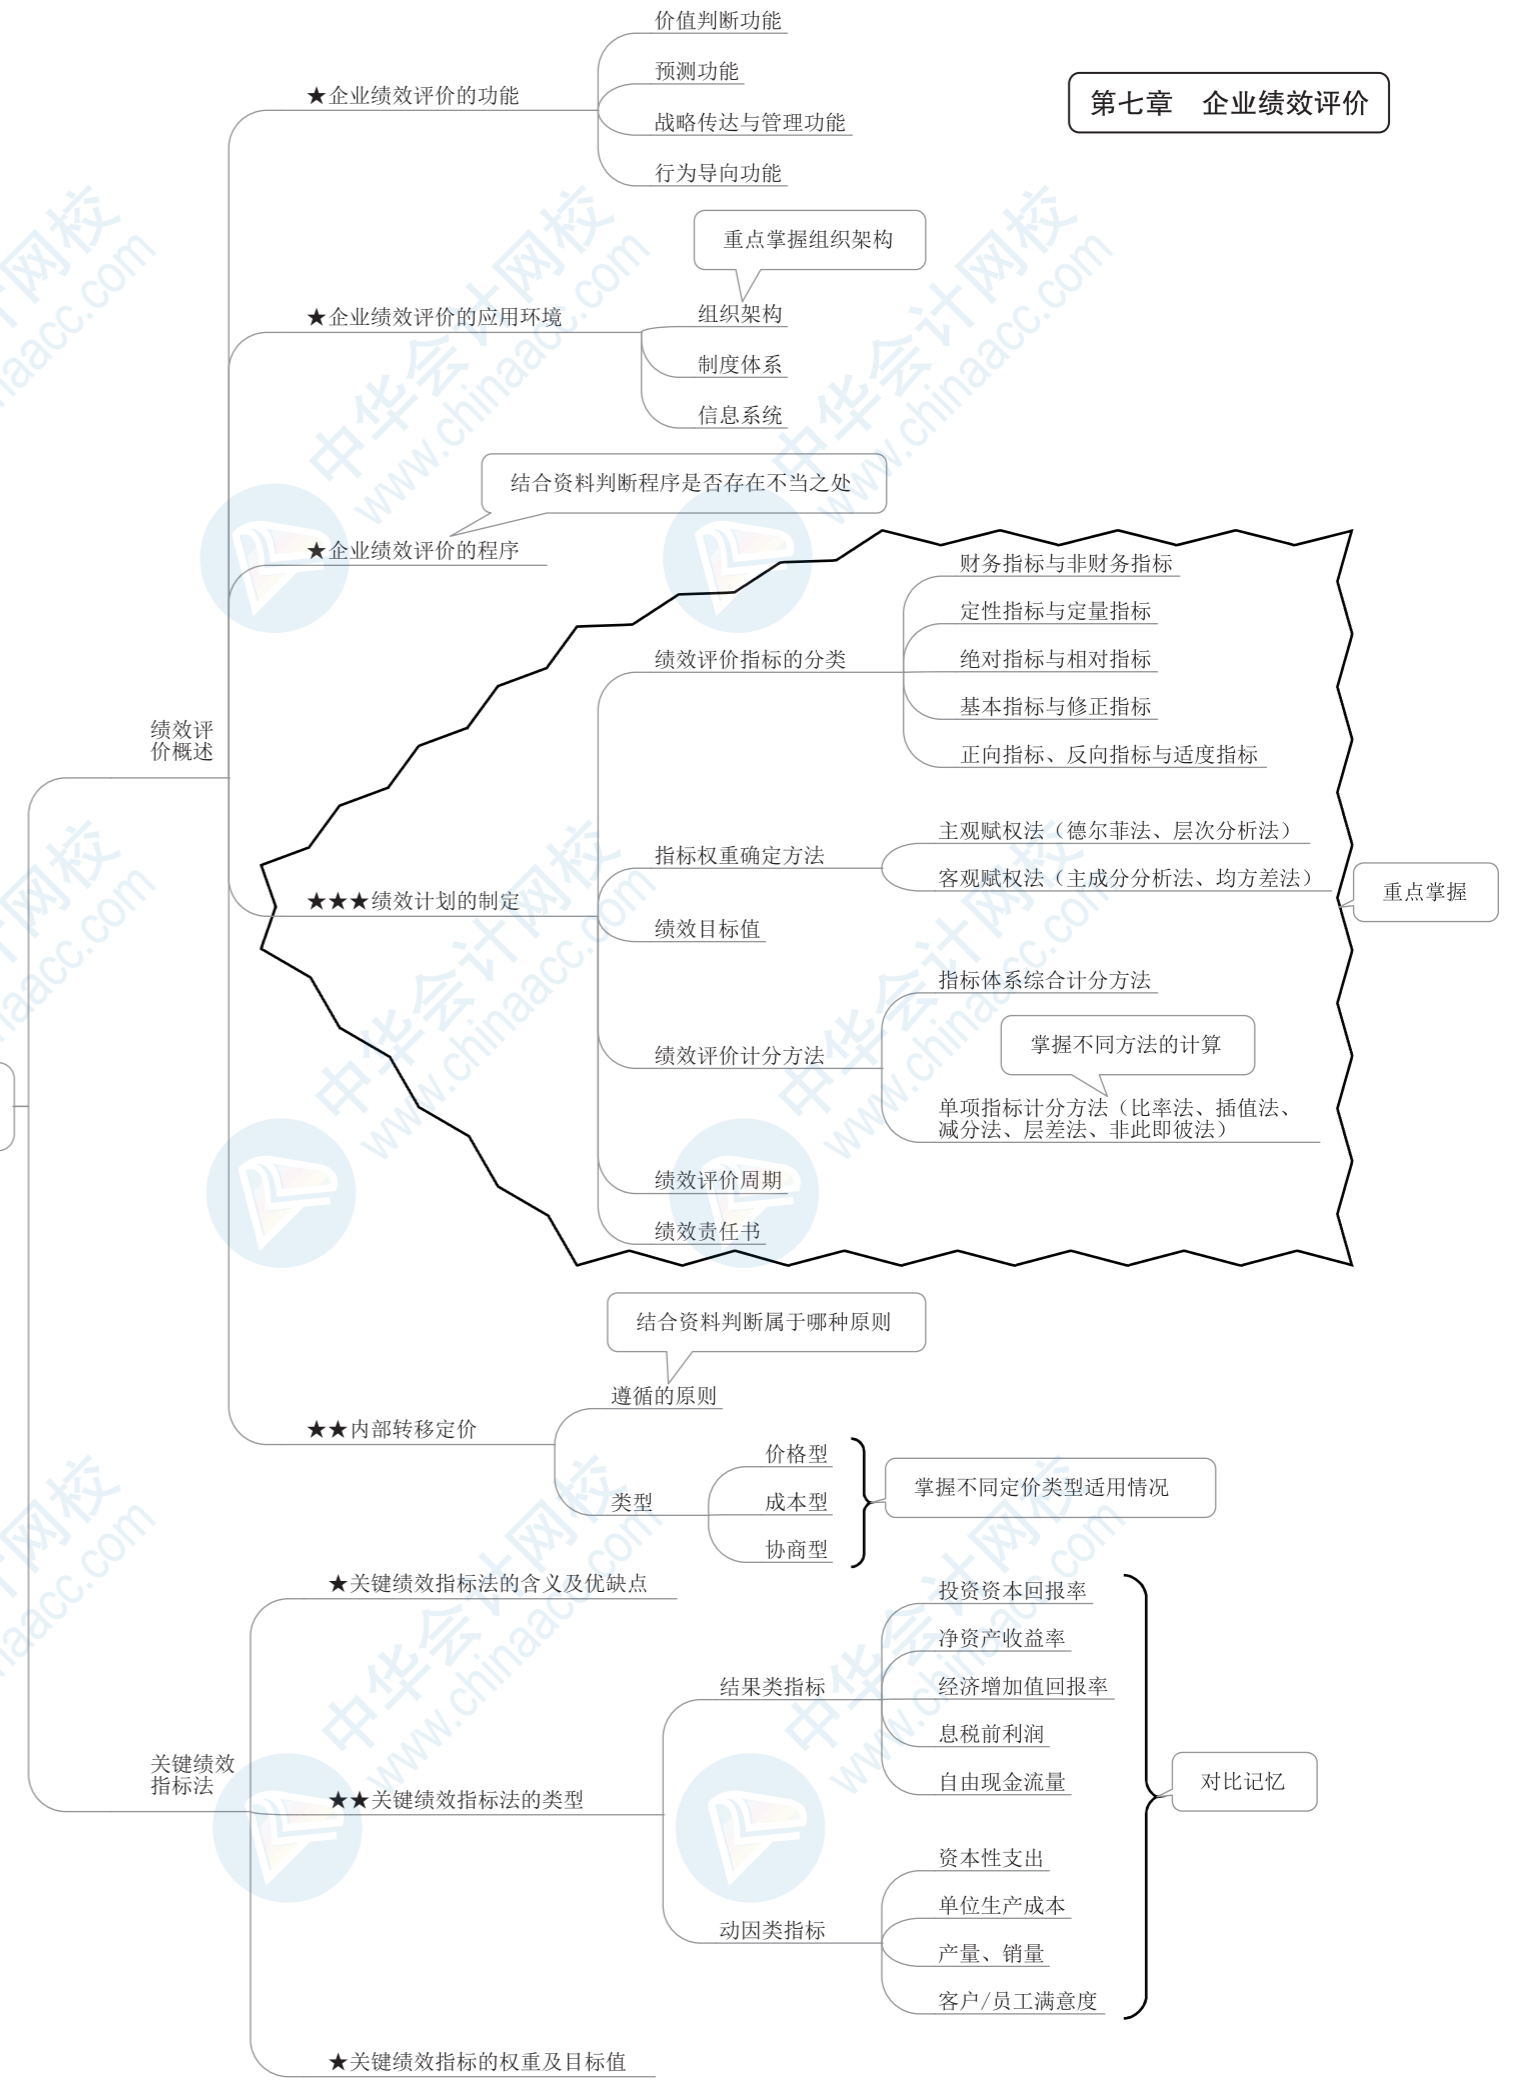 第七章　企业绩效评价
绩效评
价概述
★企业绩效评价的功能
价值判断功能
预测功能
战略传达与管理功能
行为导向功能
★企业绩效评价的应用环境
重点掌握组织架构
组织架构
制度体系
信息系统
结合资料判断程序是否存在不当之处
★企业绩效评价的程序
★★★绩效计划的制定
绩效评价指标的分类
财务指标与非财务指标
定性指标与定量指标
绝对指标与相对指标
基本指标与修正指标
正向指标、反向指标与适度指标
指标权重确定方法
主观赋权法（德尔菲法、层次分析法）
客观赋权法（主成分分析法、均方差法）
重点掌握
绩效目标值
绩效评价计分方法
指标体系综合计分方法
掌握不同方法的计算
单项指标计分方法（比率法、插值法、
减分法、层差法、非此即彼法）
绩效评价周期
绩效责任书
★★内部转移定价
结合资料判断属于哪种原则
遵循的原则
类型
价格型
成本型
协商型
掌握不同定价类型适用情况
关键绩效
指标法
★关键绩效指标法的含义及优缺点
★★关键绩效指标法的类型
结果类指标
投资资本回报率
净资产收益率
经济增加值回报率
息税前利润
自由现金流量
动因类指标
资本性支出
单位生产成本
产量、销量
客户/员工满意度
对比记忆
★关键绩效指标的权重及目标值
中华会计网校
www.chinaacc.com